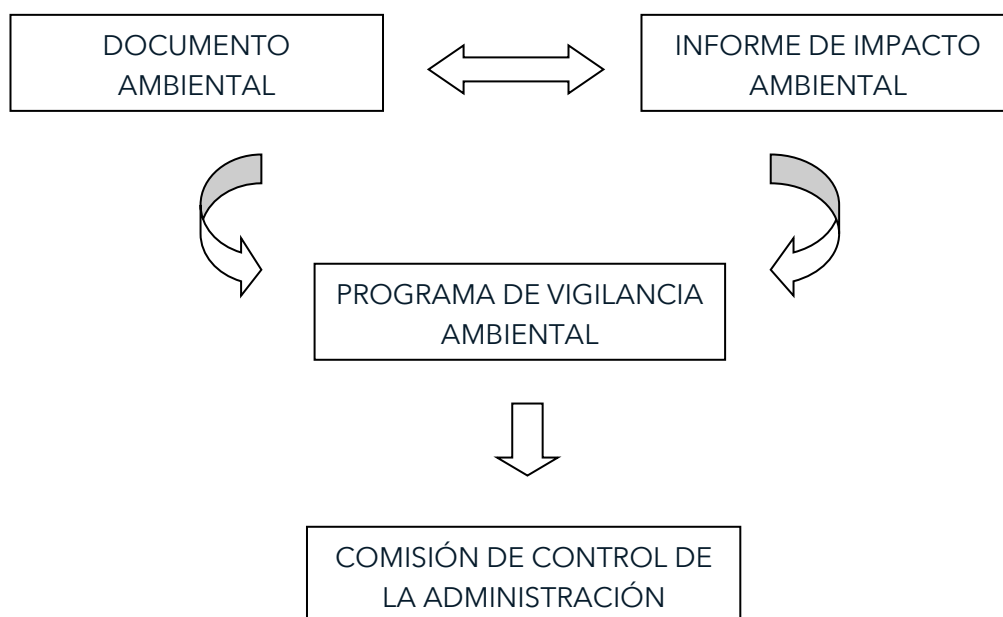 DOCUMENTO
AMBIENTAL
INFORME DE IMPACTO
AMBIENTAL
PROGRAMA DE VIGILANCIA
AMBIENTAL
COMISIÓN DE CONTROL DE
LA ADMINISTRACIÓN